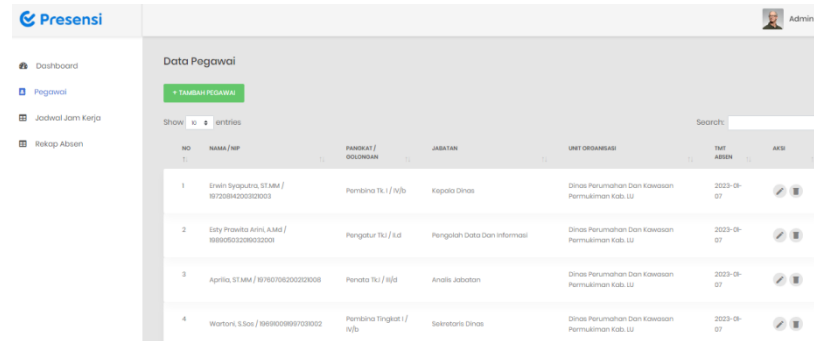 Presensi
Admin
Dashboard
Pegawai
Jadwal Jam Kerja
Rekap Absen
Data Pegawai
+ TAMBAH PEGAWAI
Show 10 entries
Search:
NO
NAMA / NIP
PANGKAT /
GOLONGAN
JABATAN
UNIT ORGANISASI
TMT
ABSEN
AKSI
1
Erwin Syaputra, ST.MM /
197209142003121003
Pembina Tk. I / IV/b
Kepala Dinas
Dinas Perumahan Dan Kawasan
Permukiman Kab. LU
2023-01-
07
2
Esty Prawita Arini, A.Md /
198905032019032001
Pengatur Tk.I / II.d
Pengolah Data Dan Informasi
Dinas Perumahan Dan Kawasan
Permukiman Kab. LU
2023-01-
07
3
Aprilia, ST.MM / 197607062002121006
Penata Tk.I / III/d
Analis Jabatan
Dinas Perumahan Dan Kawasan
Permukiman Kab. LU
2023-01-
07
4
Wartoni, S.Sos / 196910091997031002
Pembina Tingkat I /
IV/b
Sekretaris Dinas
Dinas Perumahan Dan Kawasan
Permukiman Kab. LU
2023-01-
07